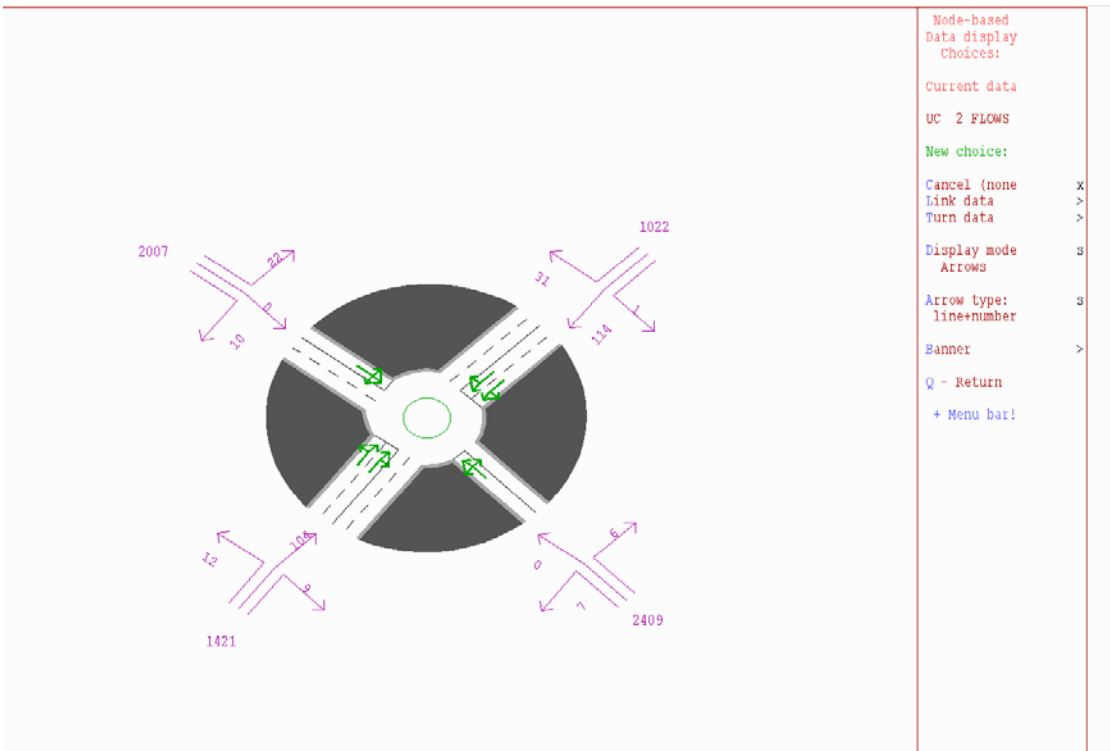 Node-based
Data display
Choices:
Current data
UC 2 FLOWS
New choice:
Cancel (none x
Link data >
Turn data >
Display mode s
Arrows
Arrow type: s
line+number
Banner >
Q - Return
+ Menu bar!
1022
2007
22
31
0
1
10
114
104
6
12
0
9
7
2409
1421